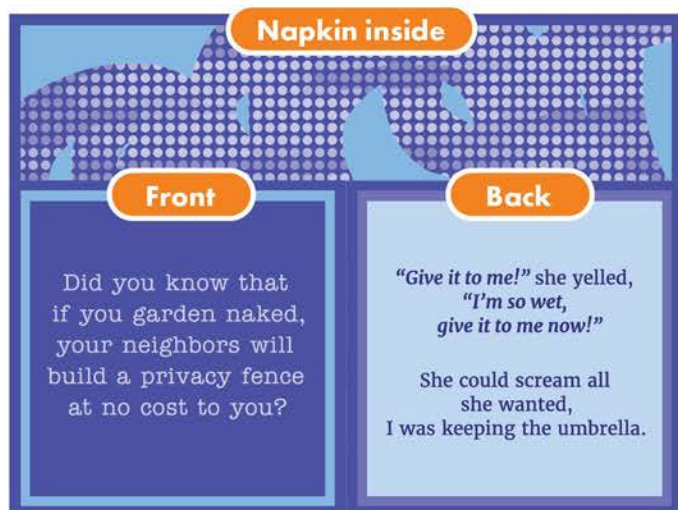 Napkin inside
Front
Did you know that
if you garden naked,
your neighbors will
build a privacy fence
at no cost to you?
Back
“Give it to me!” she yelled,
“I’m so wet,
give it to me now!”
She could scream all
she wanted,
I was keeping the umbrella.